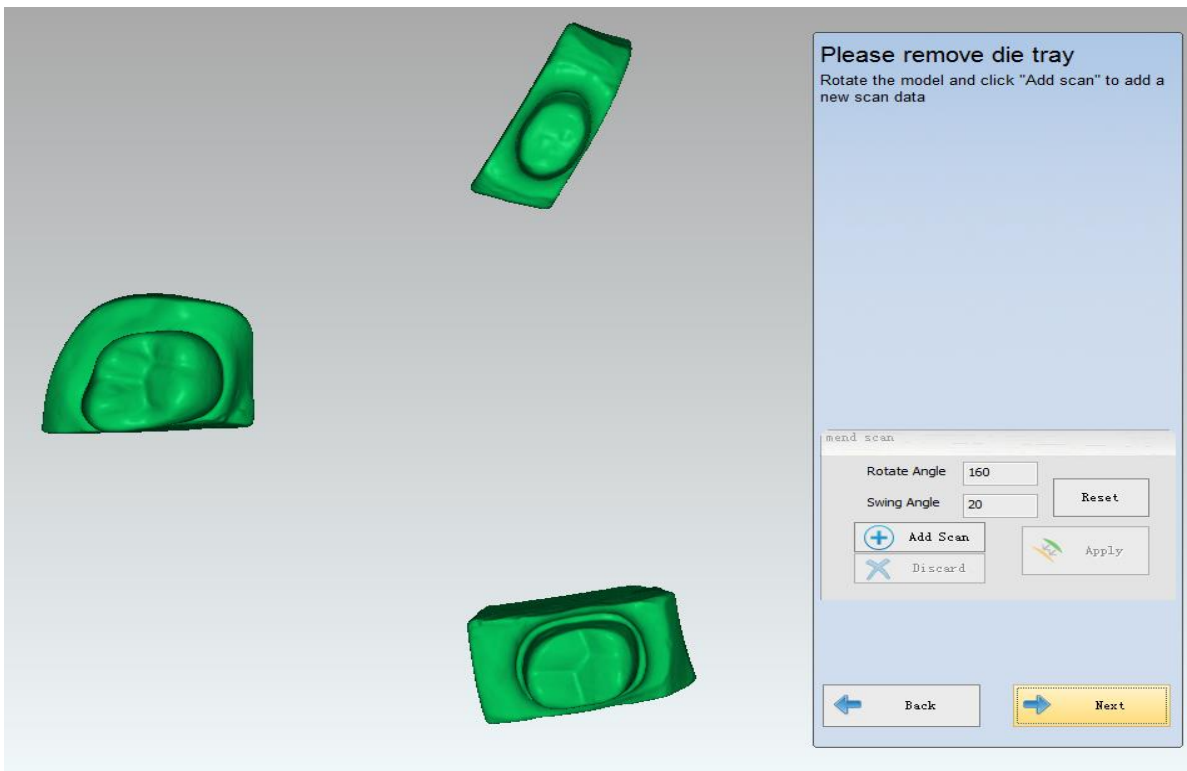 Please remove die tray
Rotate the model and click "Add scan" to add a
new scan data
mend scan
Rotate Angle 160
Swing Angle 20
Reset
Add Scan
Discard
Apply
Back
Next